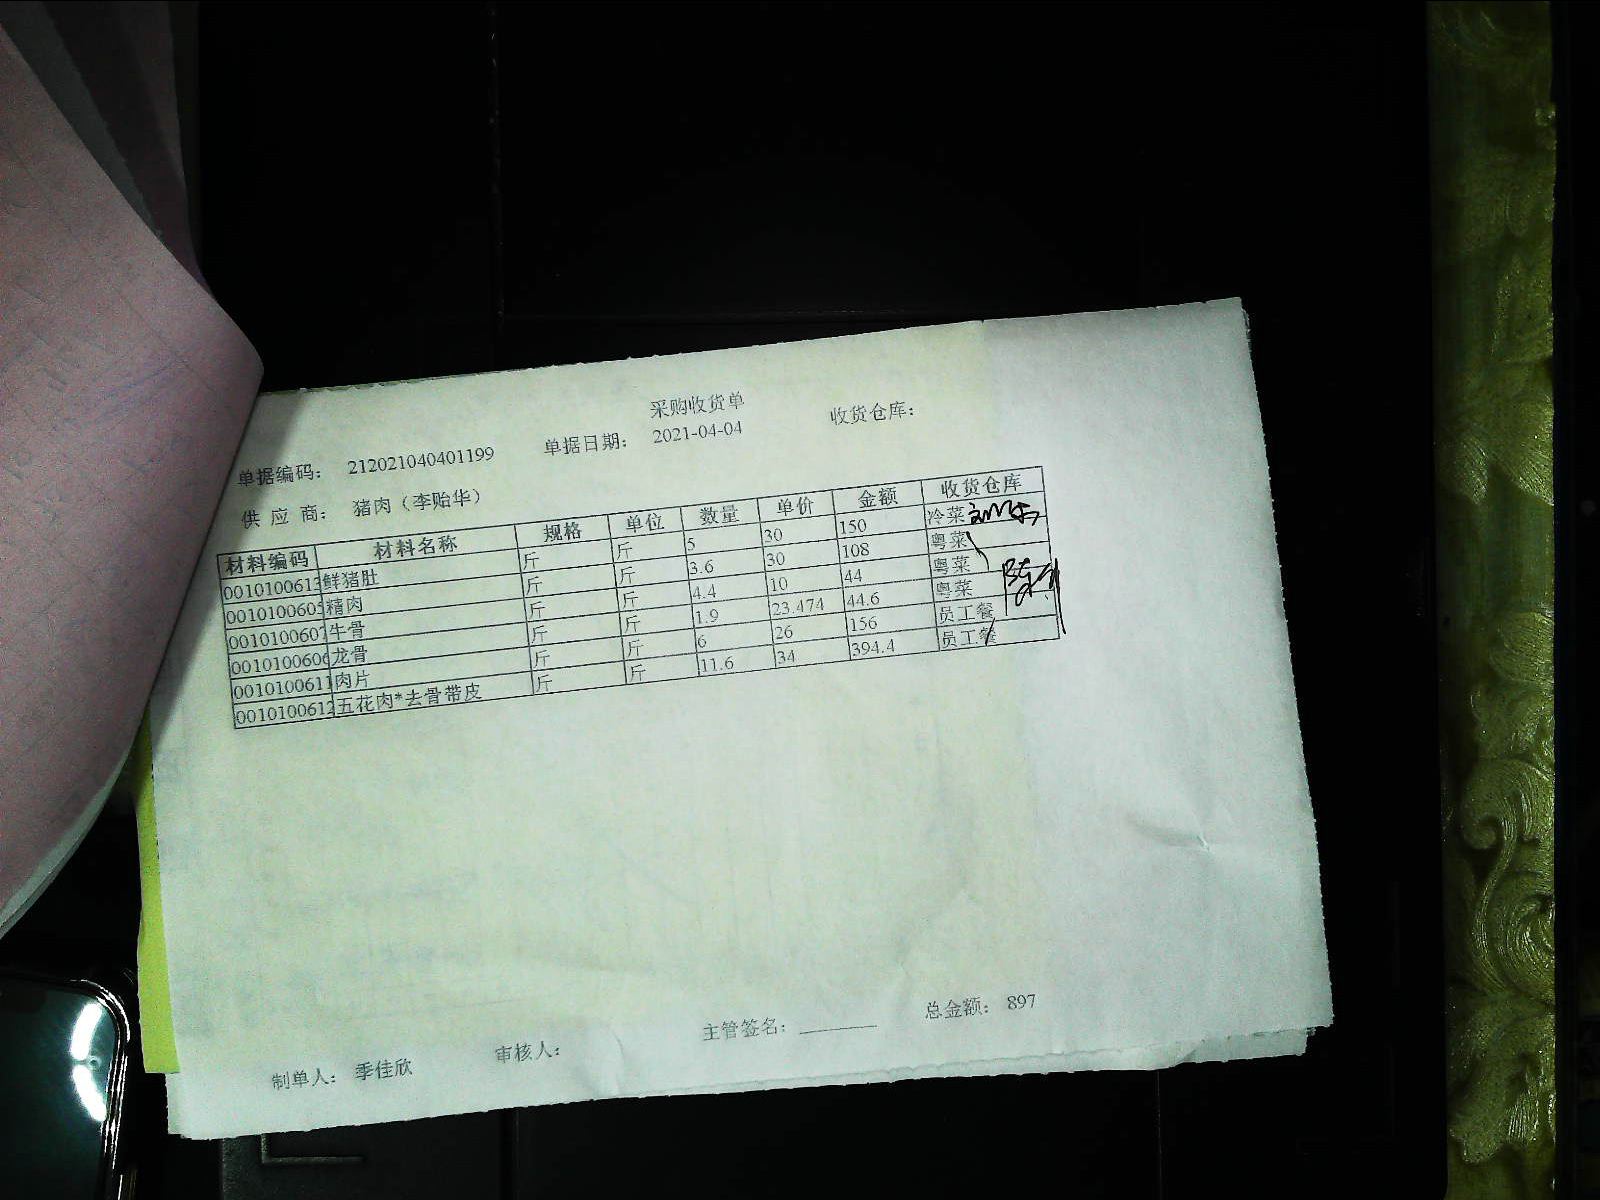 采购收货单
单据编码： 212021040401199 单据日期： 2021-04-04 收货仓库：
供 应 商： 猪肉（李贻华）
材料编码 材料名称 规格 单位 数量 单价 金额 收货仓库
001010061 鲜猪肚 斤 斤 5 30 150 冷菜
001010060 精肉 斤 斤 3.6 30 108 粤菜
001010060 牛骨 斤 斤 4.4 10 44 粤菜
001010060 龙骨 斤 斤 1.9 23.474 44.6 粤菜
001010061 肉片 斤 斤 6 26 156 员工餐
001010061 五花肉*去骨带皮 斤 斤 11.6 34 394.4 员工餐
制单人： 季佳欣 审核人： 主管签名： 总金额： 897